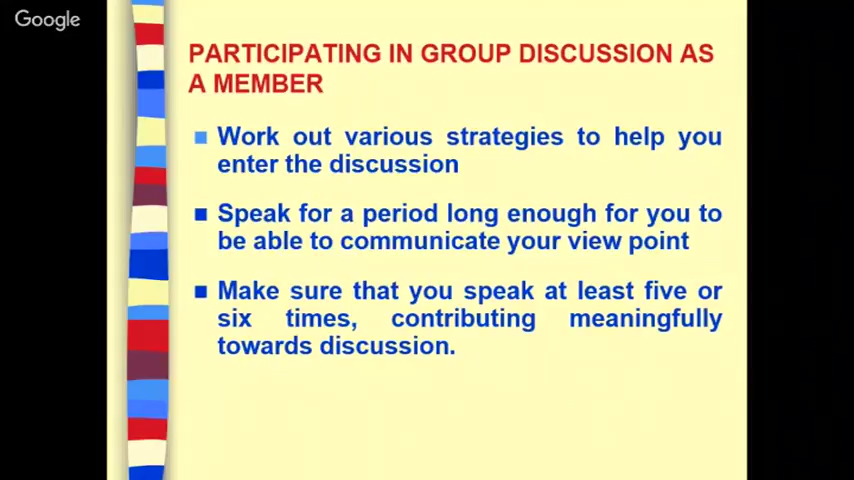 Google
PARTICIPATING IN GROUP DISCUSSION AS
A MEMBER
Work out various strategies to help you
enter the discussion
Speak for a period long enough for you to
be able to communicate your view point
Make sure that you speak at least five or
six times, contributing meaningfully
towards discussion.